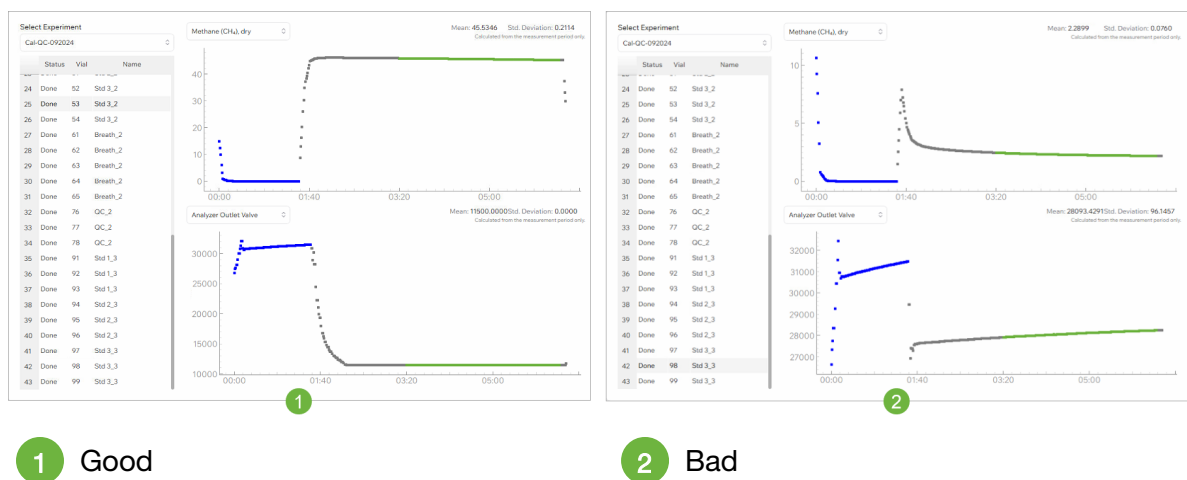 Select Experiment
Cal-QC-092024
Status Vial Name
24 Done 52 Std 3_2
25 Done 53 Std 3_2
26 Done 54 Std 3_2
27 Done 61 Breath_2
28 Done 62 Breath_2
29 Done 63 Breath_2
30 Done 64 Breath_2
31 Done 65 Breath_2
32 Done 76 QC_2
33 Done 77 QC_2
34 Done 78 QC_2
35 Done 91 Std 1_3
36 Done 92 Std 1_3
37 Done 93 Std 1_3
38 Done 94 Std 2_3
39 Done 95 Std 2_3
40 Done 96 Std 2_3
41 Done 97 Std 3_3
42 Done 98 Std 3_3
43 Done 99 Std 3_3
Methane (CH₄), dry
Mean: 45.5346 Std. Deviation: 0.2114
Calculated from the measurement period only.
40
30
20
10
0
00:00 01:40 03:20 05:00
Analyzer Outlet Valve
Mean: 11500.0000Std. Deviation: 0.0000
Calculated from the measurement period only.
30000
25000
20000
15000
10000
00:00 01:40 03:20 05:00
1
Select Experiment
Cal-QC-092024
Status Vial Name
24 Done 52 Std 3_2
25 Done 53 Std 3_2
26 Done 54 Std 3_2
27 Done 61 Breath_2
28 Done 62 Breath_2
29 Done 63 Breath_2
30 Done 64 Breath_2
31 Done 65 Breath_2
32 Done 76 QC_2
33 Done 77 QC_2
34 Done 78 QC_2
35 Done 91 Std 1_3
36 Done 92 Std 1_3
37 Done 93 Std 1_3
38 Done 94 Std 2_3
39 Done 95 Std 2_3
40 Done 96 Std 2_3
41 Done 97 Std 3_3
42 Done 98 Std 3_3
43 Done 99 Std 3_3
Methane (CH₄), dry
Mean: 2.2899 Std. Deviation: 0.0760
Calculated from the measurement period only.
10
5
0
00:00 01:40 03:20 05:00
Analyzer Outlet Valve
Mean: 28093.4291Std. Deviation: 96.1457
Calculated from the measurement period only.
32000
31000
30000
29000
28000
27000
00:00 01:40 03:20 05:00
2
1 Good
2 Bad